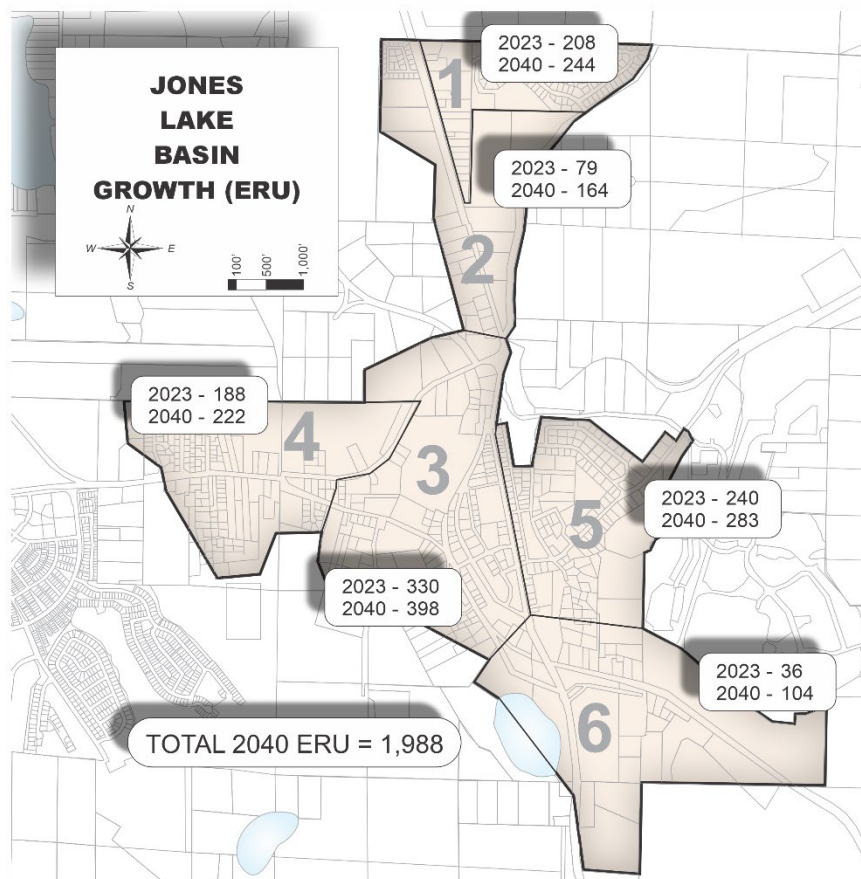 JONES
LAKE
BASIN
GROWTH (ERU)
N
W E
S
100'
500'
1,000'
1
2023 - 208
2040 - 244
2023 - 79
2040 - 164
2
2023 - 188
2040 - 222
4
3
5
2023 - 240
2040 - 283
2023 - 330
2040 - 398
2023 - 36
2040 - 104
6
TOTAL 2040 ERU = 1,988